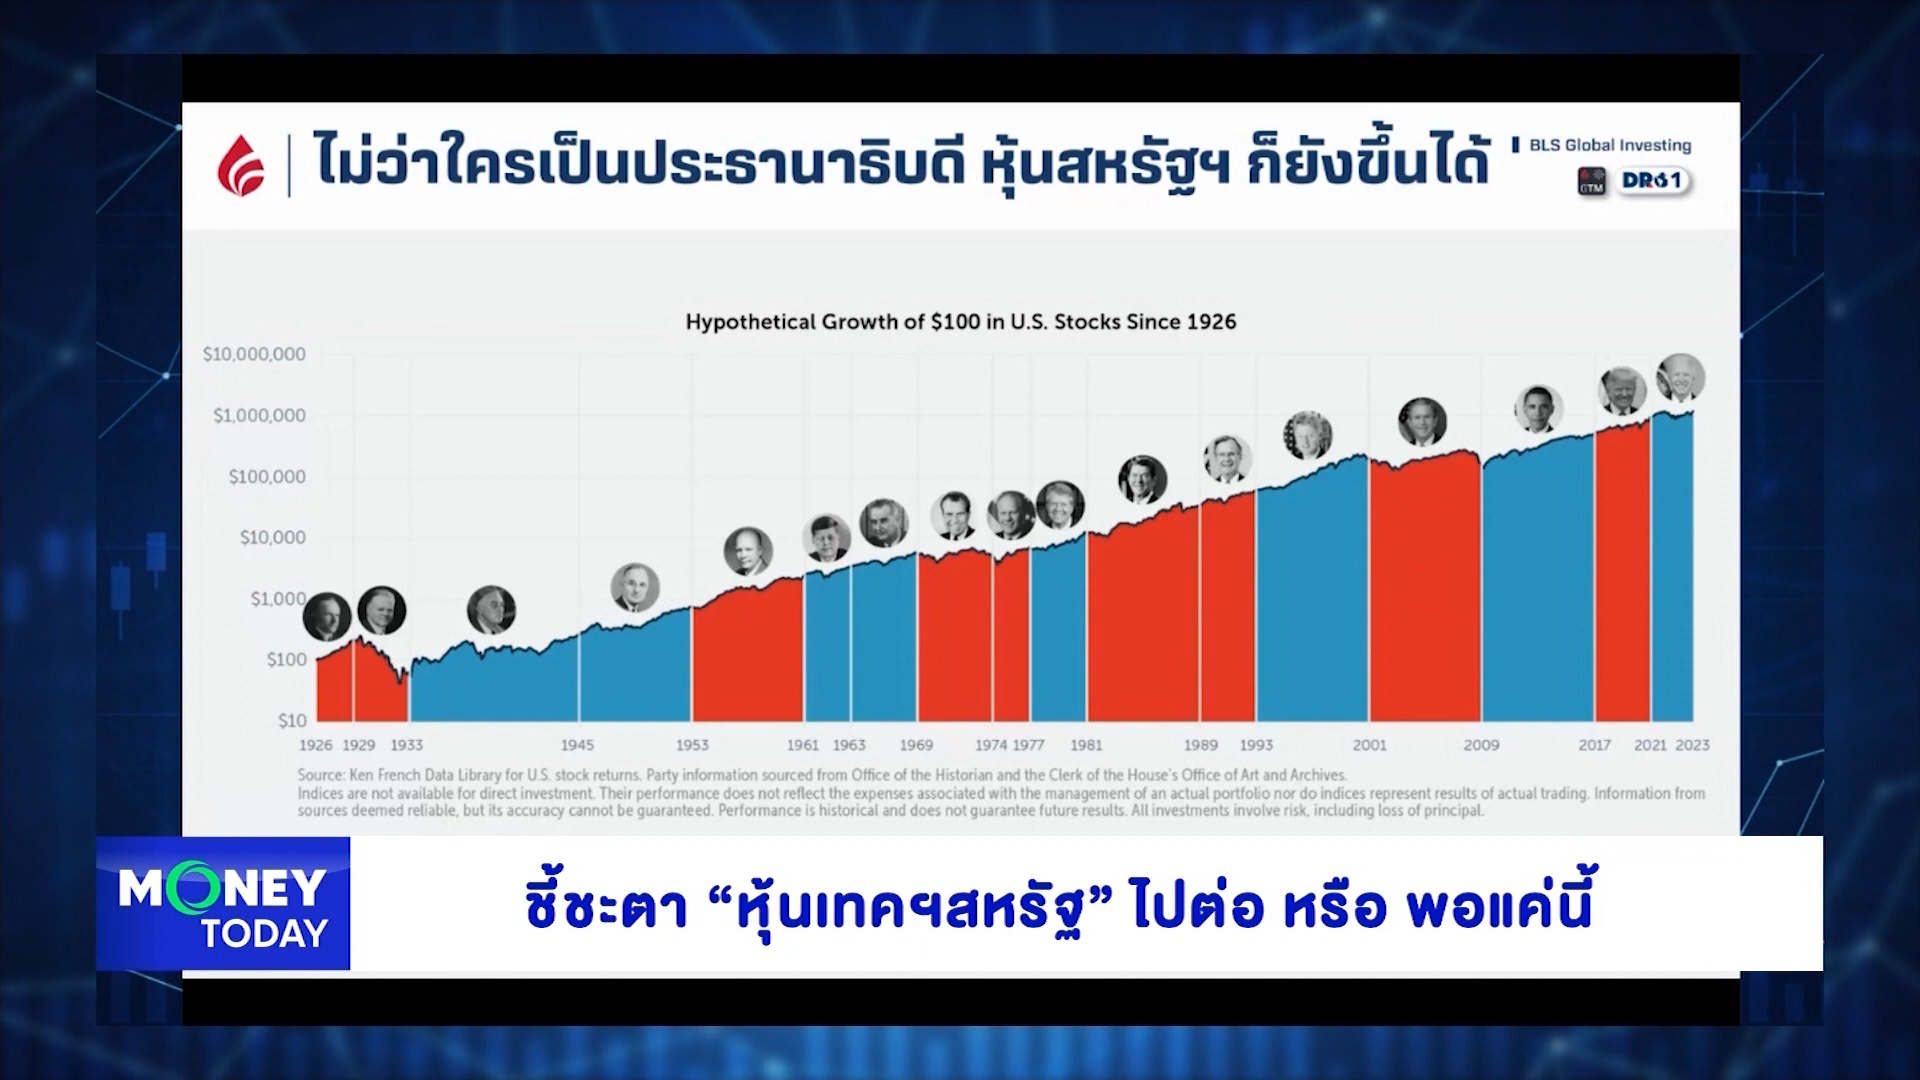 ไม่ว่าใครเป็นประธานาธิบดี หุ้นสหรัฐฯ ก็ยังขึ้นได้
BLS Global Investing
GTM DR01
Hypothetical Growth of $100 in U.S. Stocks Since 1926
$10,000,000
$1,000,000
$100,000
$10,000
$1,000
$100
$10
1926 1929 1933 1945 1953 1961 1963 1969 1974 1977 1981 1989 1993 2001 2009 2017 2021 2023
Source: Ken French Data Library for U.S. stock returns. Party information sourced from Office of the Historian and the Clerk of the House's Office of Art and Archives.
Indices are not available for direct investment. Their performance does not reflect the expenses associated with the management of an actual portfolio nor do indices represent results of actual trading. Information from
sources deemed reliable, but its accuracy cannot be guaranteed. Performance is historical and does not guarantee future results. All investments involve risk, including loss of principal.
MONEY
TODAY
ชี้ชะตา “หุ้นเทคฯสหรัฐ” ไปต่อ หรือ พอแค่นี้